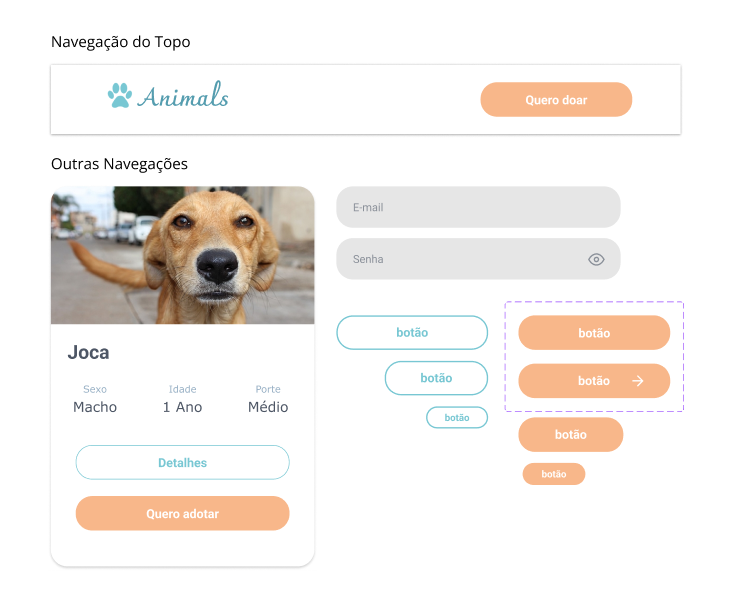 Navegação do Topo
Animals
Quero doar
Outras Navegações
Joca
Sexo Idade Porte
Macho 1 Ano Médio
Detalhes
Quero adotar
E-mail
Senha
botão botão
botão botão
botão botão
botão